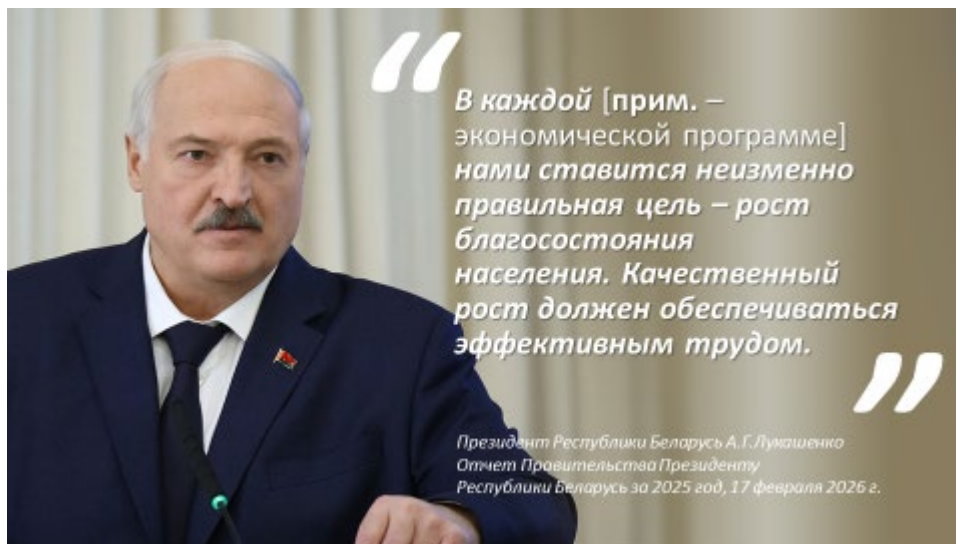 “
В каждой [прим. –
экономической программе]
нами ставится неизменно
правильная цель – рост
благосостояния
населения. Качественный
рост должен обеспечиваться
эффективным трудом.
”
Президент Республики Беларусь А.Г.Лукашенко
Отчет Правительства Президенту
Республики Беларусь за 2025 год, 17 февраля 2026 г.